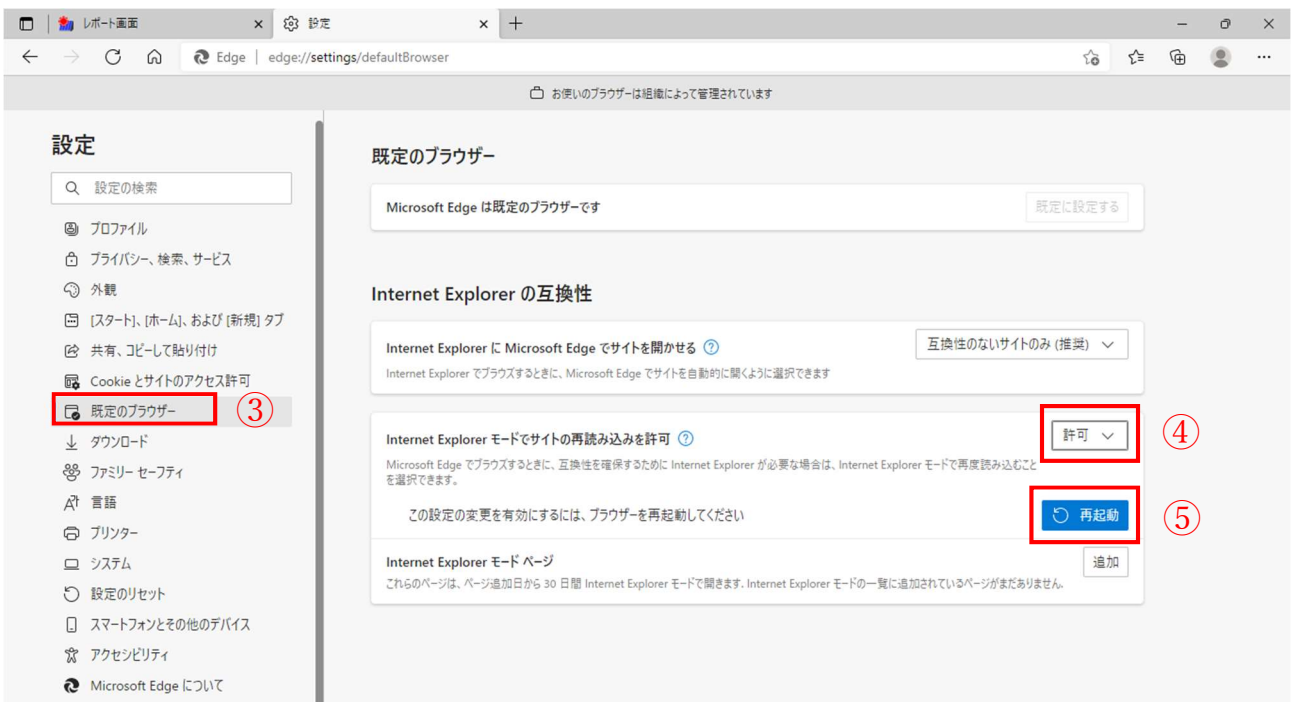 レポート画面
設定
Edge | edge://settings/defaultBrowser
お使いのブラウザーは組織によって管理されています
設定
設定の検索
プロファイル
プライバシー、検索、サービス
外観
[スタート]、[ホーム]、および [新規] タブ
共有、コピーして貼り付け
Cookie とサイトのアクセス許可
既定のブラウザー
③
ダウンロード
ファミリー セーフティ
言語
プリンター
システム
設定のリセット
スマートフォンとその他のデバイス
アクセシビリティ
Microsoft Edge について
既定のブラウザー
Microsoft Edge は既定のブラウザーです
既定に設定する
Internet Explorer の互換性
Internet Explorer に Microsoft Edge でサイトを開かせる
互換性のないサイトのみ (推奨)
Internet Explorer でブラウズするときに、Microsoft Edge でサイトを自動的に開くように選択できます
Internet Explorer モードでサイトの再読み込みを許可
許可
④
Microsoft Edge でブラウズするときに、互換性を確保するために Internet Explorer が必要な場合は、Internet Explorer モードで再度読み込むこと
を選択できます。
この設定の変更を有効にするには、ブラウザーを再起動してください
再起動
⑤
Internet Explorer モード ページ
追加
これらのページは、ページ追加日から 30 日間 Internet Explorer モードで開きます. Internet Explorer モードの一覧に追加されているページがまだありません.